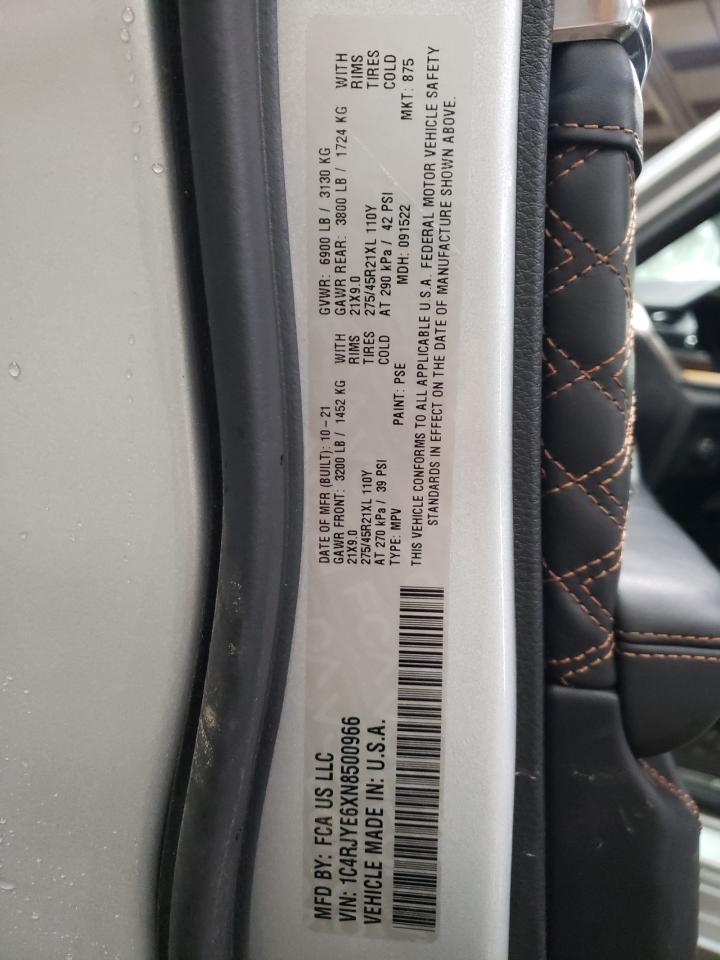 MFD BY: FCA US LLC
VIN: 1C4RJYE6XN8500966
VEHICLE MADE IN: U.S.A.
DATE OF MFR (BUILT): 10-21 GVWR: 6900 LB / 3130 KG
GAWR FRONT: 3200 LB / 1452 KG WITH GAWR REAR: 3800 LB / 1724 KG WITH
21X9.0 RIMS 21X9.0 RIMS
275/45R21XL 110Y TIRES 275/45R21XL 110Y TIRES
AT 270 kPa / 39 PSI COLD AT 290 kPa / 42 PSI COLD
TYPE: MPV PAINT: PSE MDH: 091522 MKT: 875
THIS VEHICLE CONFORMS TO ALL APPLICABLE U.S.A. FEDERAL MOTOR VEHICLE SAFETY
STANDARDS IN EFFECT ON THE DATE OF MANUFACTURE SHOWN ABOVE.